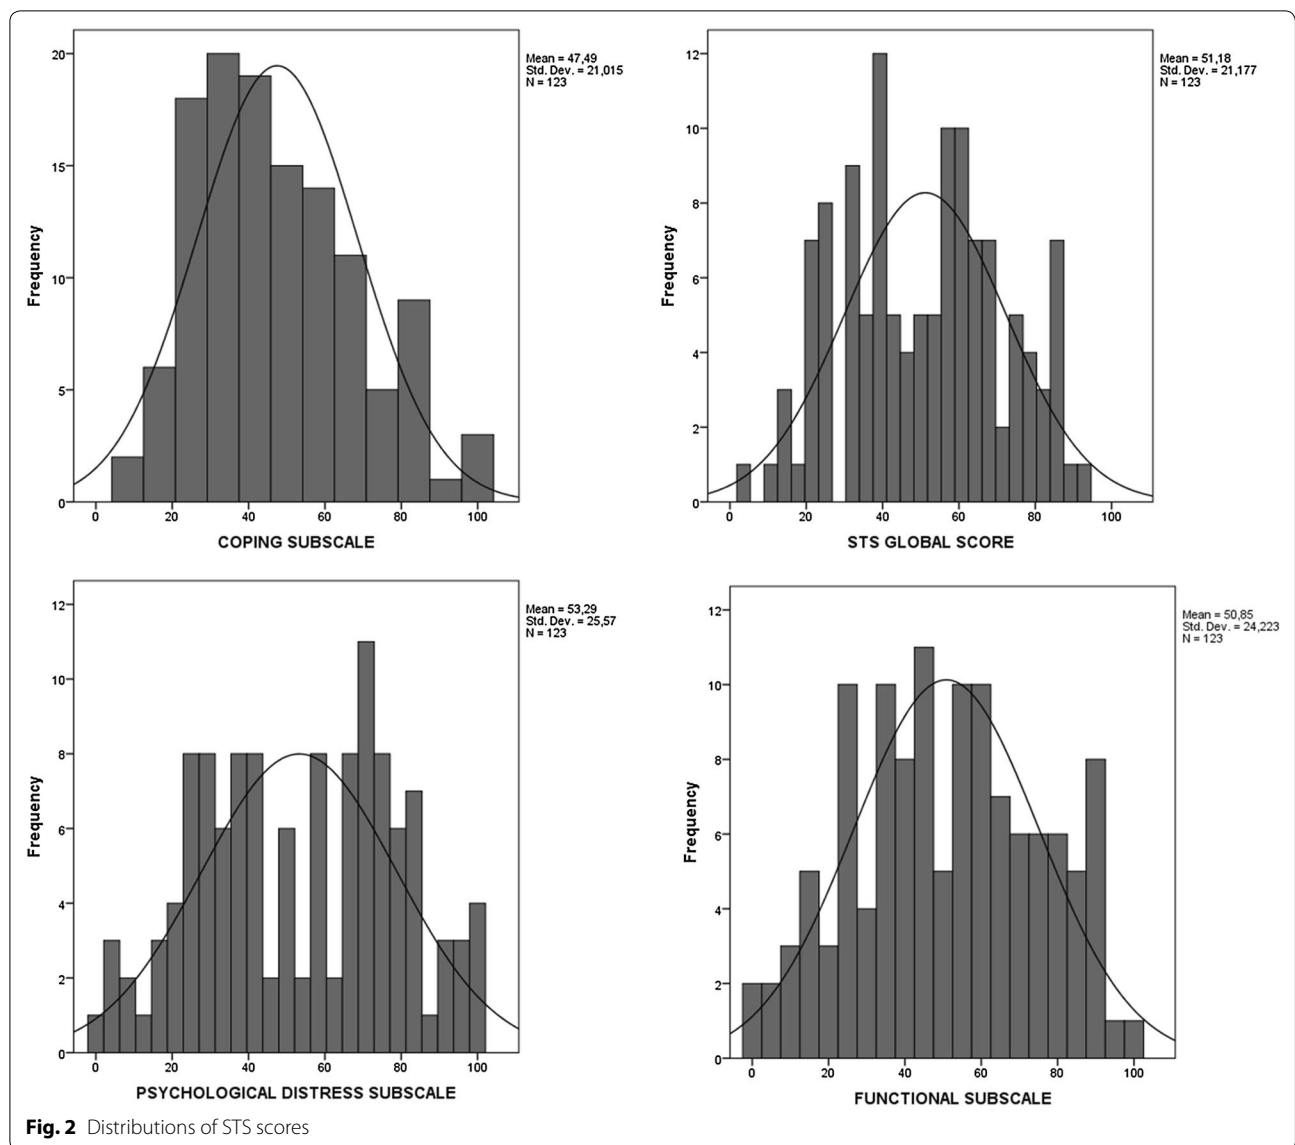 Mean = 47,49
Std. Dev. = 21,015
N = 123
Frequency
20
15
10
5
0
0 20 40 60 80 100
COPING SUBSCALE
Mean = 51,18
Std. Dev. = 21,177
N = 123
Frequency
12
10
8
6
4
2
0
0 20 40 60 80 100
STS GLOBAL SCORE
Mean = 53,29
Std. Dev. = 25,57
N = 123
Frequency
12
10
8
6
4
2
0
0 20 40 60 80 100
PSYCHOLOGICAL DISTRESS SUBSCALE
Mean = 50,85
Std. Dev. = 24,223
N = 123
Frequency
12
10
8
6
4
2
0
0 20 40 60 80 100
FUNCTIONAL SUBSCALE
Fig. 2 Distributions of STS scores